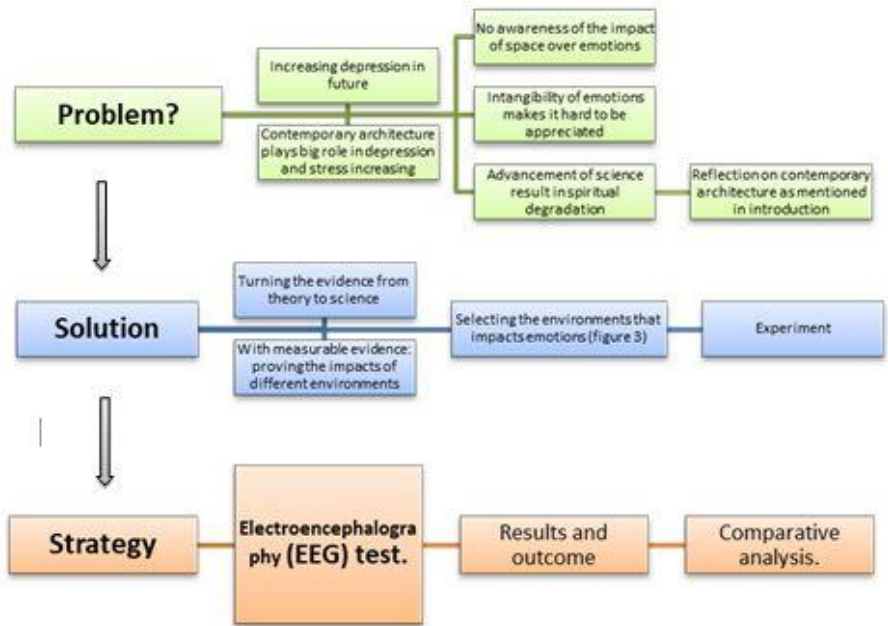 Problem?
Increasing depression in
future
Contemporary architecture
plays big role in depression
and stress increasing
No awareness of the impact
of space over emotions
Intangibility of emotions
makes it hard to be
appreciated
Advancement of science
result in spiritual
degradation
Reflection on contemporary
architecture as mentioned
in introduction
Solution
Turning the evidence from
theory to science
With measurable evidence:
proving the impacts of
different environments
Selecting the environments that
impacts emotions (figure 3)
Experiment
Strategy
Electroencephalogra
phy (EEG) test.
Results and
outcome
Comparative
analysis.